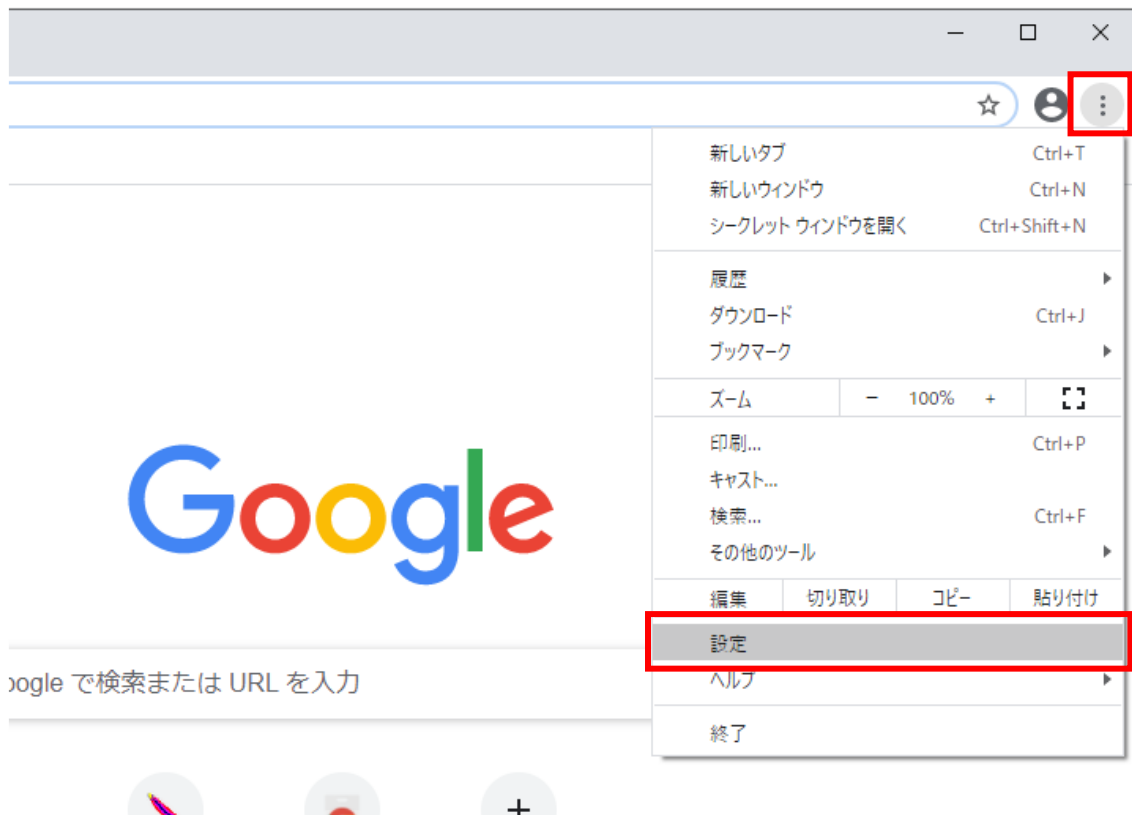 新しいタブ Ctrl+T
新しいウィンドウ Ctrl+N
シークレット ウィンドウを開く Ctrl+Shift+N
履歴
ダウンロード Ctrl+J
ブックマーク
ズーム − 100% +
印刷... Ctrl+P
キャスト...
検索... Ctrl+F
その他のツール
編集 切り取り コピー 貼り付け
設定
ヘルプ
終了
Google
oogle で検索または URL を入力